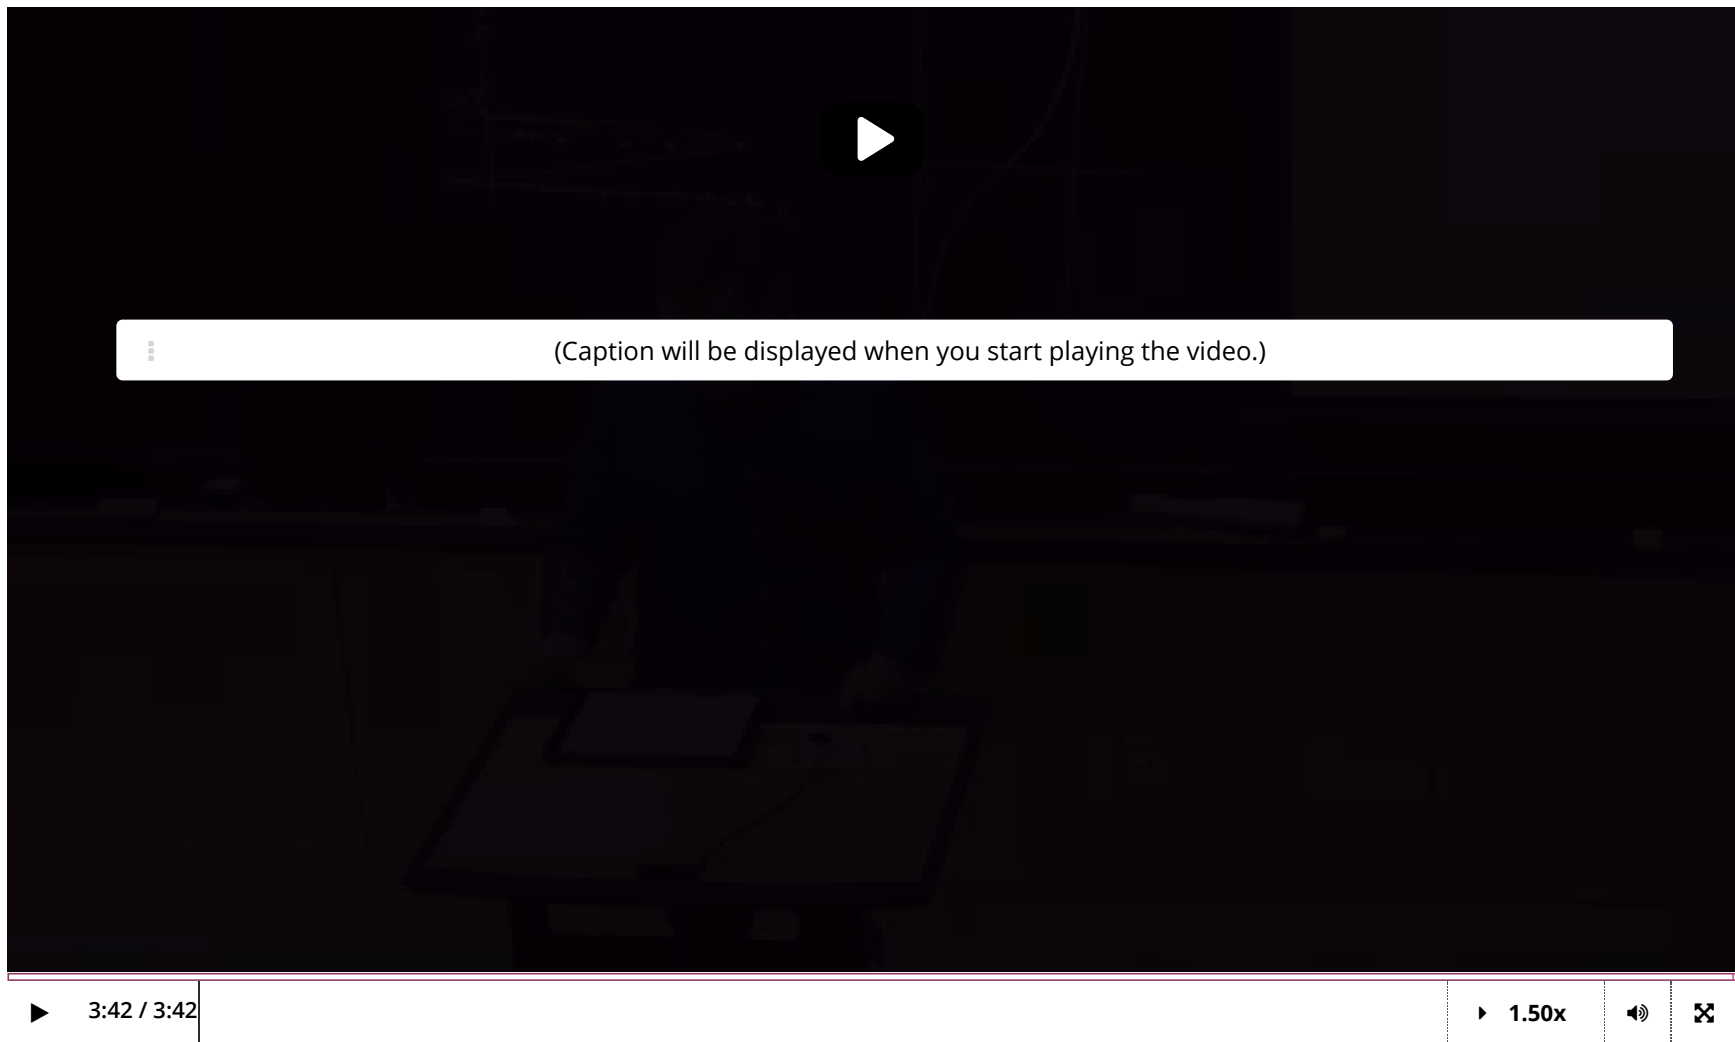 (Caption will be displayed when you start playing the video.)
3:42 / 3:42
1.50x